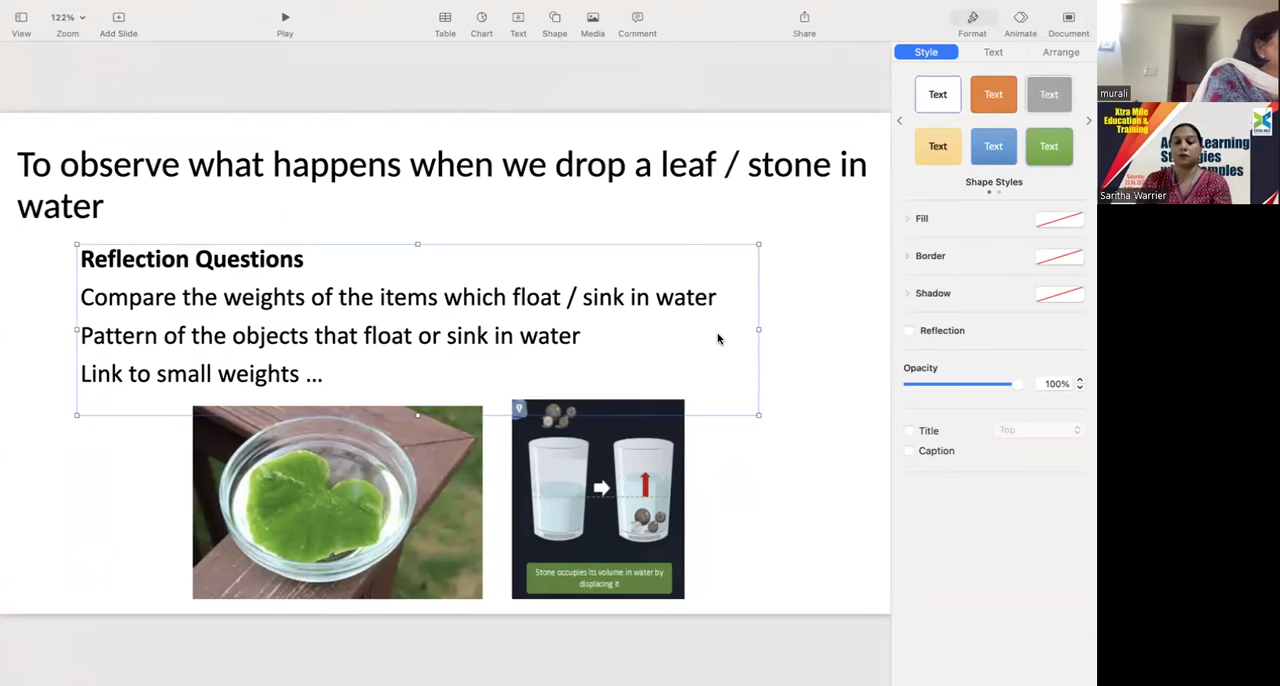 View
122%
Zoom
Add Slide
Play
Table
Chart
Text
Shape
Media
Comment
Share
Format
Animate
Document
Style
Text
Arrange
Text
Text
Text
Text
Text
Text
Shape Styles
Fill
Border
Shadow
Reflection
Opacity
100%
Title
Top
Caption
To observe what happens when we drop a leaf / stone in
water
Reflection Questions
Compare the weights of the items which float / sink in water
Pattern of the objects that float or sink in water
Link to small weights ...
Stone occupies its volume in water by
displacing it
murali
Xtra Mile
Education &
Training
Saritha Warrier